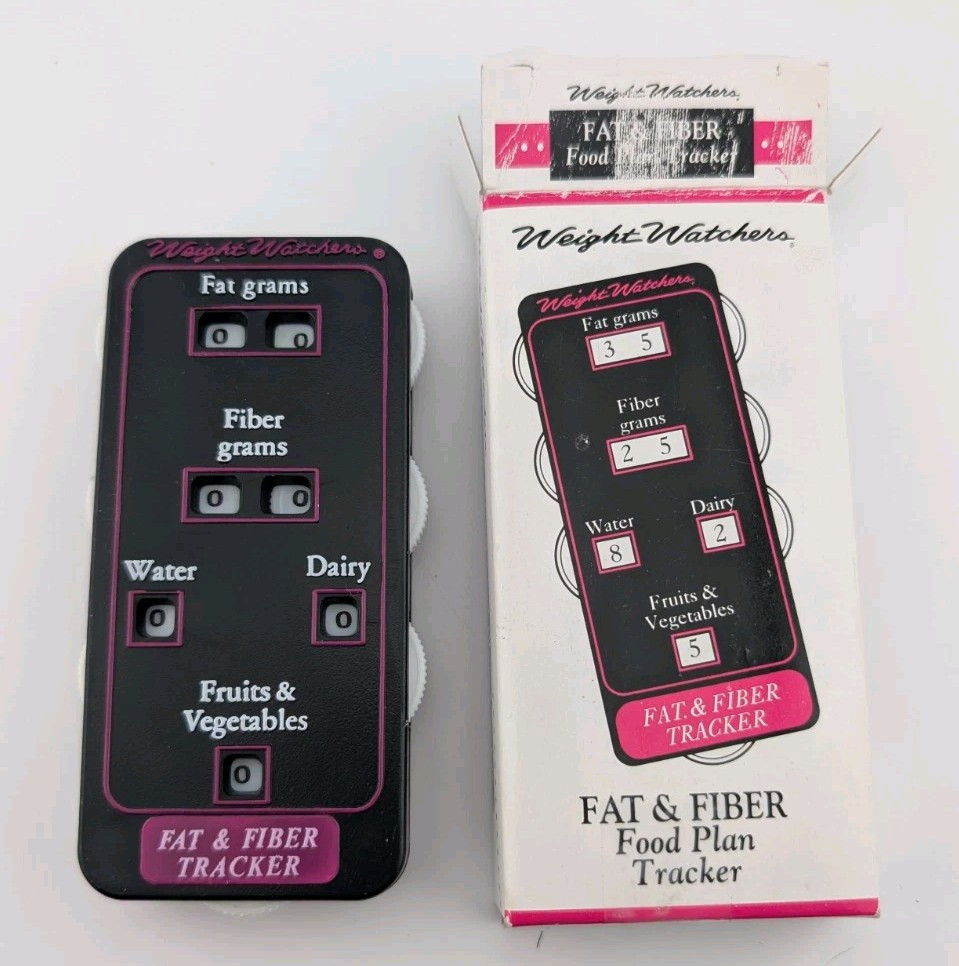 Weight Watchers®
Fat grams
0 0
Fiber
grams
0 0
Water
Dairy
0
0
Fruits &
Vegetables
0
FAT & FIBER
TRACKER
Weight Watchers
FAT & FIBER
Food Plan Tracker
Weight Watchers
Weight Watchers
Fat grams
3 5
Fiber
grams
2 5
Water
Dairy
8
2
Fruits &
Vegetables
5
FAT & FIBER
TRACKER
FAT & FIBER
Food Plan
Tracker